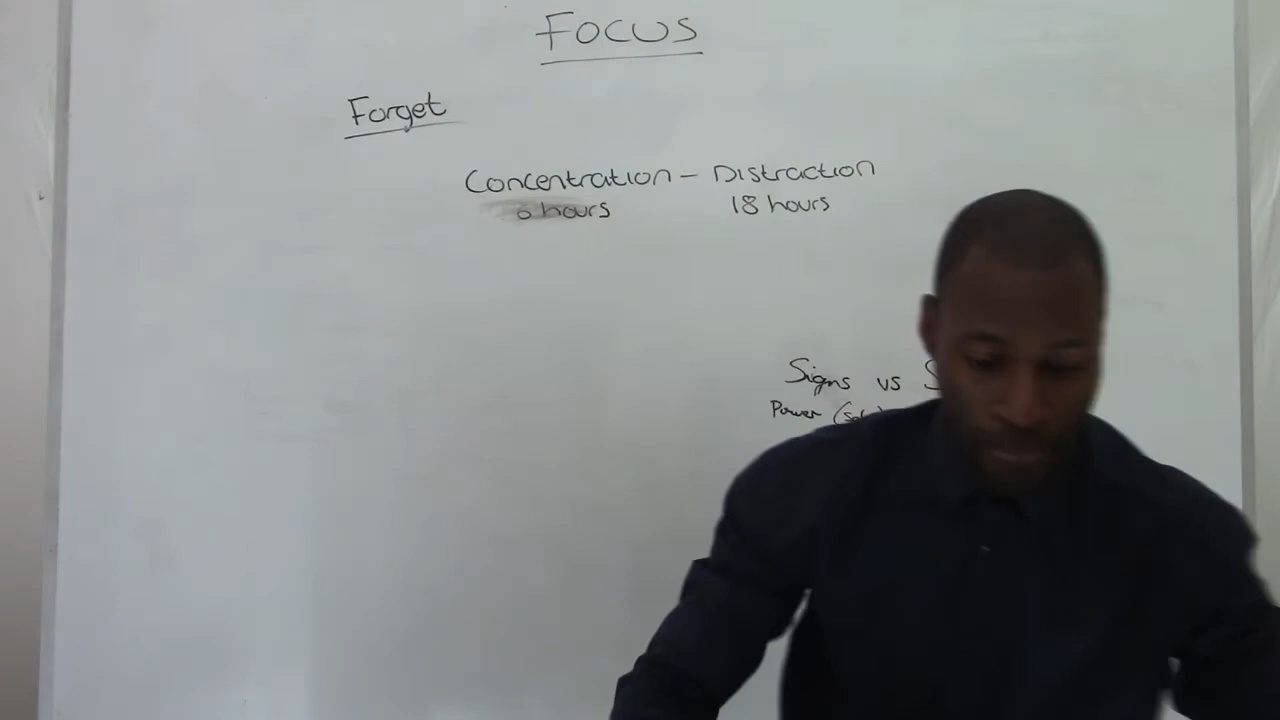 FOCUS
Forget
Concentration - Distraction
6 hours 18 hours
Signs vs
Power